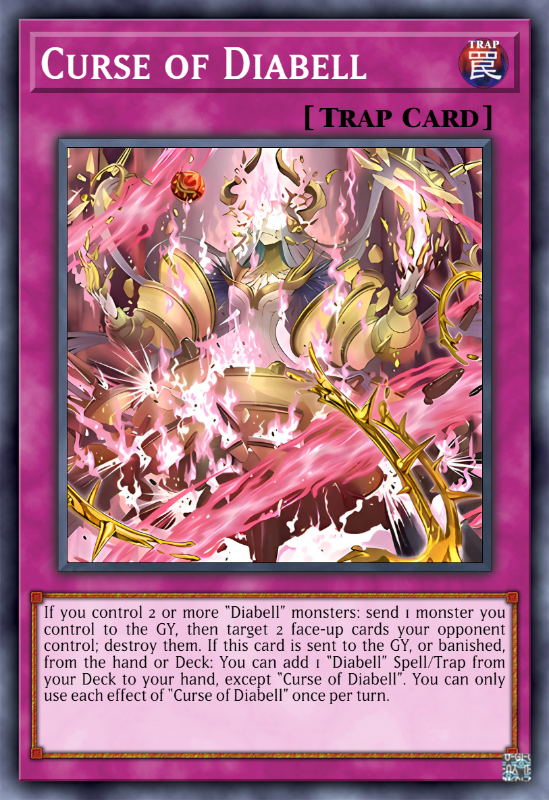 CURSE OF DIABELL
TRAP
罠
[TRAP CARD]
If you control 2 or more "Diabell" monsters: send 1 monster you
control to the GY, then target 2 face-up cards your opponent
control; destroy them. If this card is sent to the GY, or banished,
from the hand or Deck: You can add 1 "Diabell" Spell/Trap from
your Deck to your hand, except "Curse of Diabell". You can only
use each effect of "Curse of Diabell" once per turn.